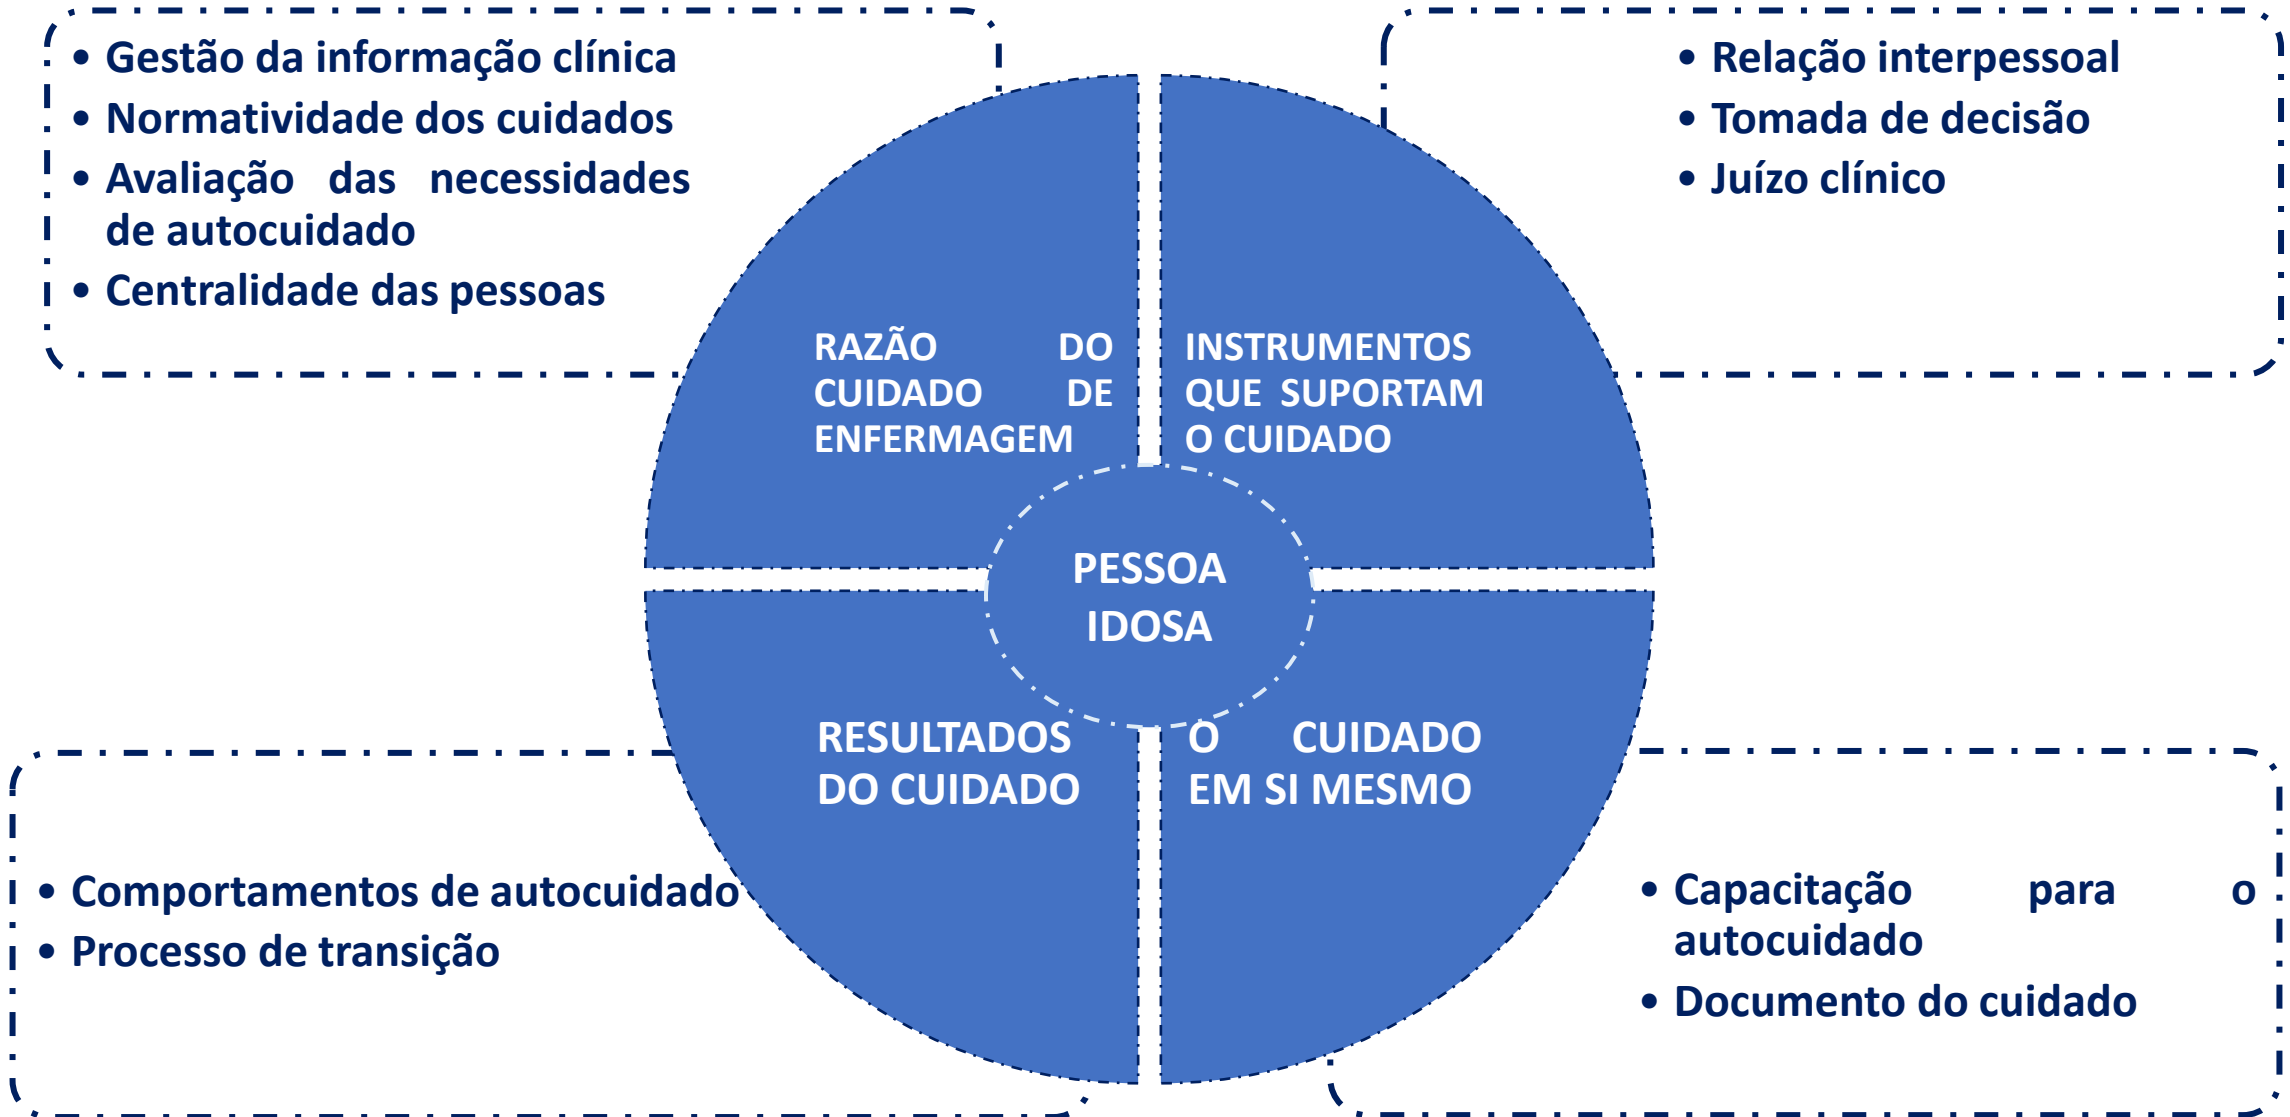 • Gestão da informação clínica
• Normatividade dos cuidados
• Avaliação das necessidades
de autocuidado
• Centralidade das pessoas
• Relação interpessoal
• Tomada de decisão
• Juízo clínico
RAZÃO DO
CUIDADO DE
ENFERMAGEM
INSTRUMENTOS
QUE SUPORTAM
O CUIDADO
PESSOA
IDOSA
RESULTADOS
DO CUIDADO
O CUIDADO
EM SI MESMO
• Comportamentos de autocuidado
• Processo de transição
• Capacitação para o
autocuidado
• Documento do cuidado